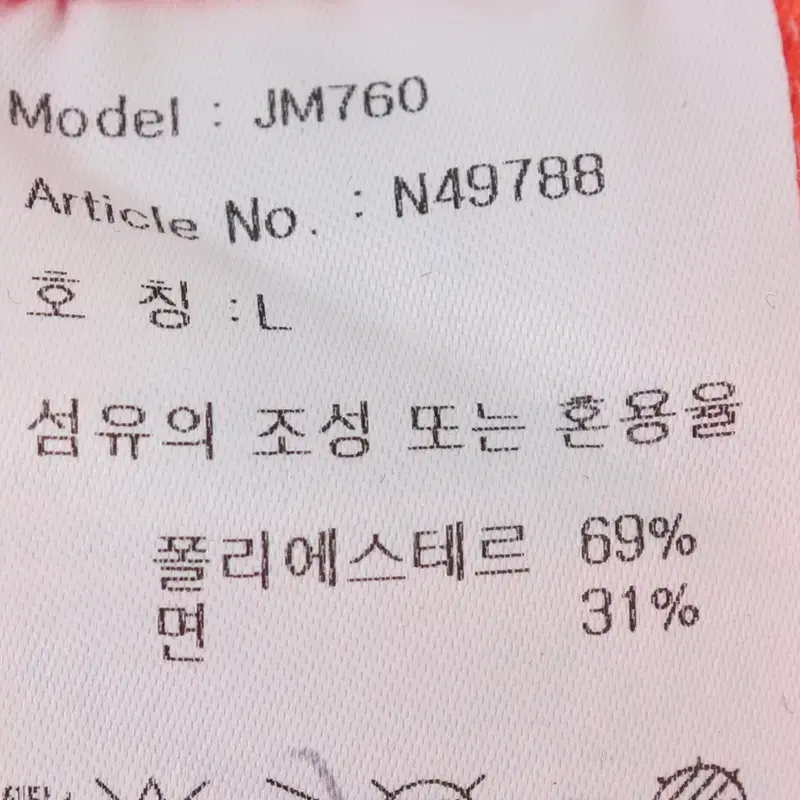 Model : JM760
Article No. : N49788
호 칭 : L
섬유의 조성 또는 혼용율
폴리에스테르 69%
면 31%